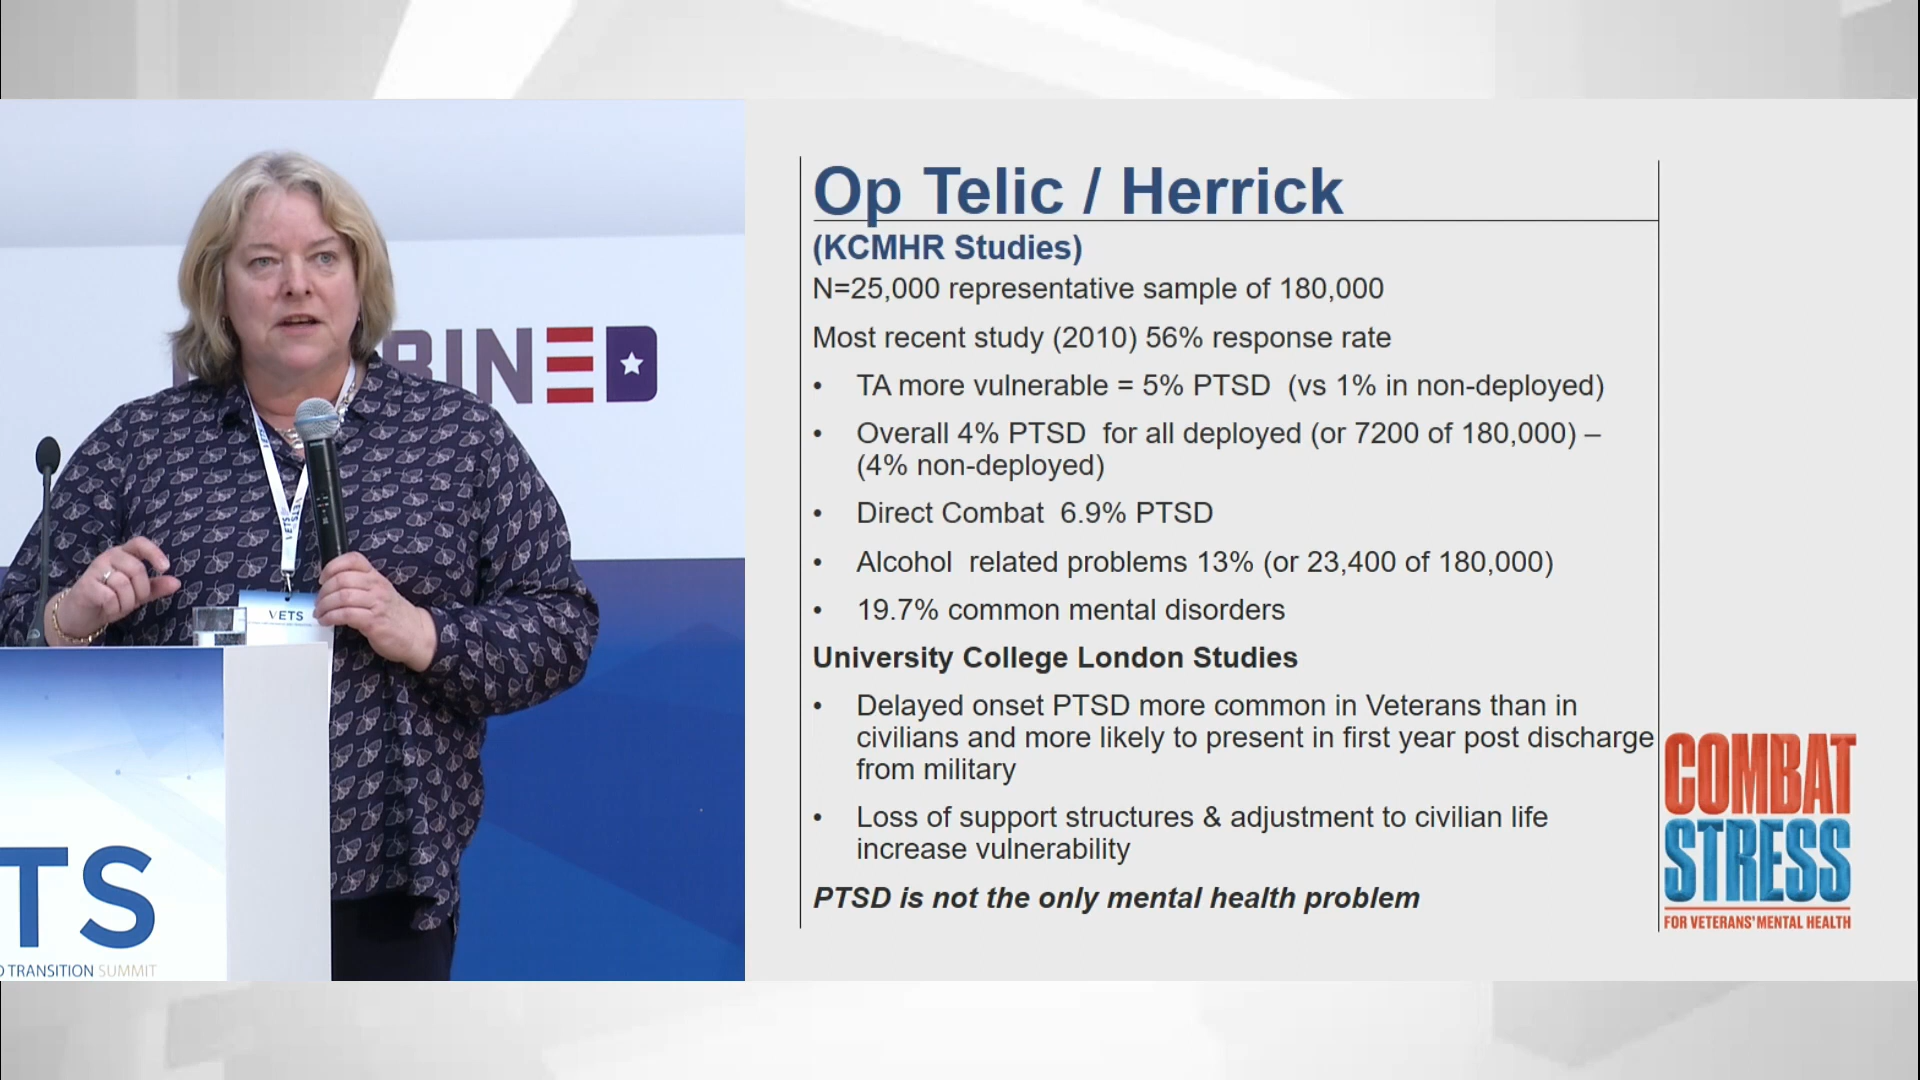 BINED
VETS
VETS
VETS
TS
TRANSITION SUMMIT
Op Telic / Herrick
(KCMHR Studies)
N=25,000 representative sample of 180,000
Most recent study (2010) 56% response rate
• TA more vulnerable = 5% PTSD (vs 1% in non-deployed)
• Overall 4% PTSD for all deployed (or 7200 of 180,000) –
(4% non-deployed)
• Direct Combat 6.9% PTSD
• Alcohol related problems 13% (or 23,400 of 180,000)
• 19.7% common mental disorders
University College London Studies
• Delayed onset PTSD more common in Veterans than in
civilians and more likely to present in first year post discharge
from military
• Loss of support structures & adjustment to civilian life
increase vulnerability
PTSD is not the only mental health problem
COMBAT
STRESS
FOR VETERANS' MENTAL HEALTH